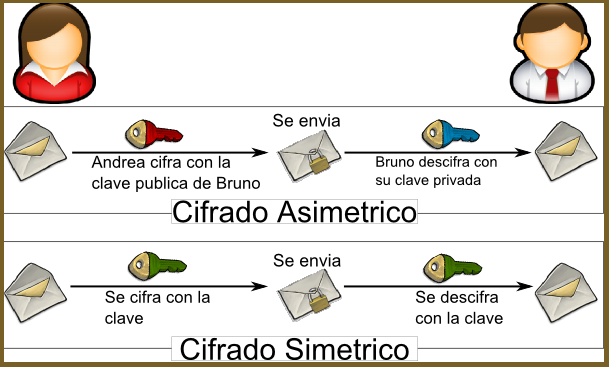 Se envia
Andrea cifra con la
clave publica de Bruno
Bruno descifra con
su clave privada
Cifrado Asimetrico
Se envia
Se cifra con la
clave
Se descifra
con la clave
Cifrado Simetrico